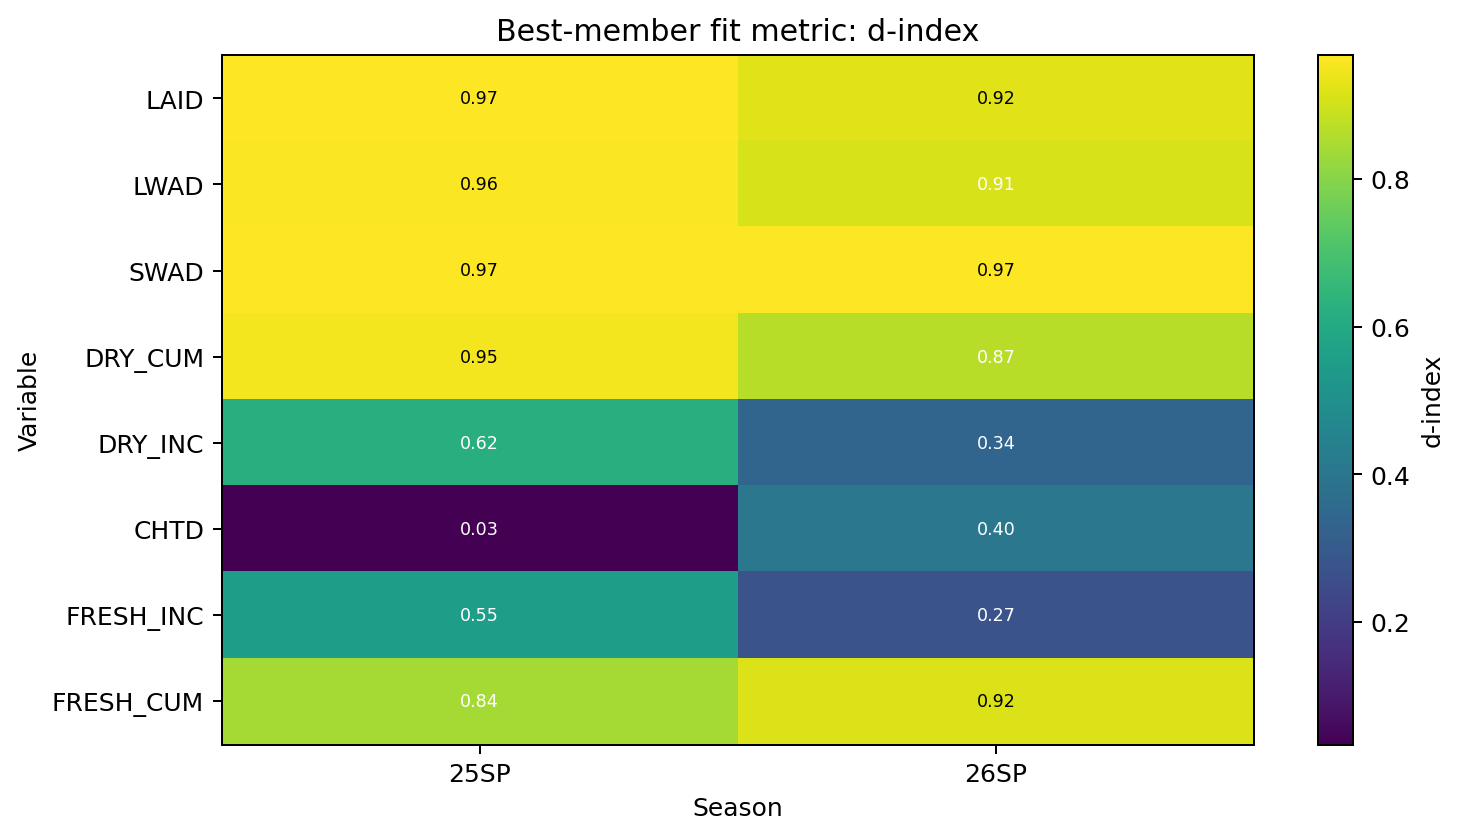 Best-member fit metric: d-index
LAID 0.97 0.92
LWAD 0.96 0.91
SWAD 0.97 0.97
DRY_CUM 0.95 0.87
DRY_INC 0.62 0.34
CHTD 0.03 0.40
FRESH_INC 0.55 0.27
FRESH_CUM 0.84 0.92
25SP 26SP
Season
Variable
0.8
0.6
0.4
0.2
d-index